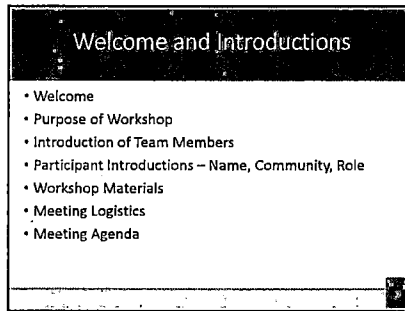 Welcome and Introductions
• Welcome
• Purpose of Workshop
• Introduction of Team Members
• Participant Introductions – Name, Community, Role
• Workshop Materials
• Meeting Logistics
• Meeting Agenda